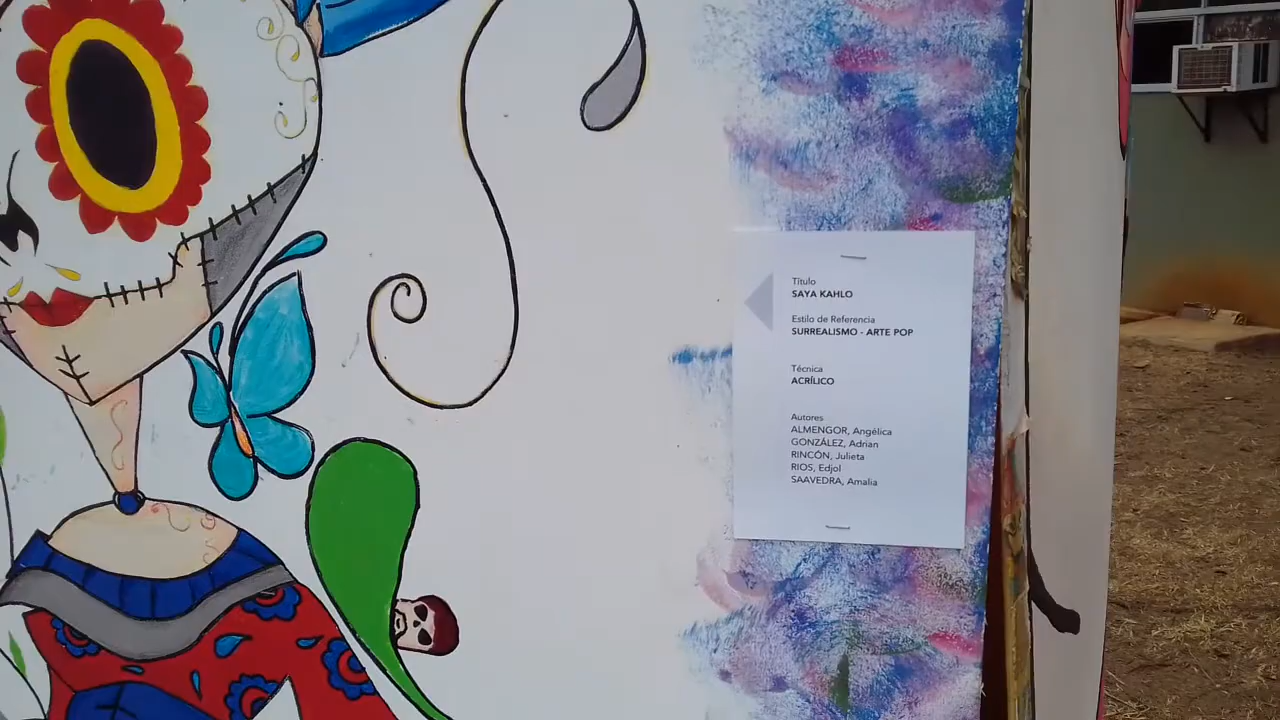 Título
SAYA KAHLO
Estilo de Referencia
SURREALISMO - ARTE POP
Técnica
ACRÍLICO
Autores
ALMENGOR, Angélica
GONZÁLEZ, Adrian
RINCÓN, Julieta
RIOS, Edjol
SAAVEDRA, Amalia